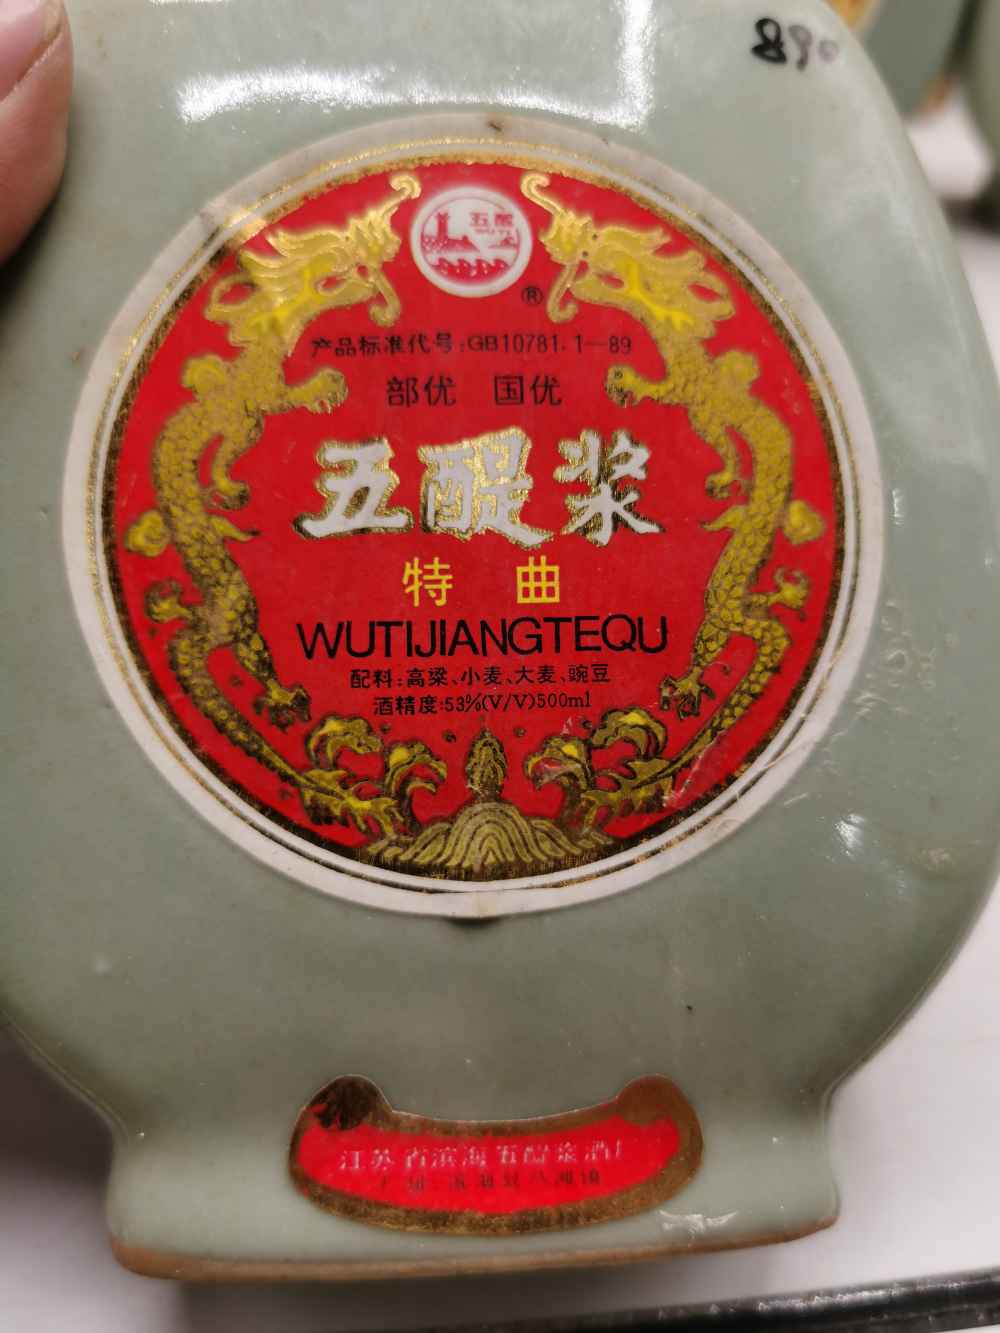 890
五醍
WUTI
®
产品标准代号:GB10781.1—89
部优 国优
五醍浆
特曲
WUTIJIANGTEQU
配料:高粱、小麦、大麦、豌豆
酒精度:53%(V/V)500ml
江苏省滨海五醍浆酒厂